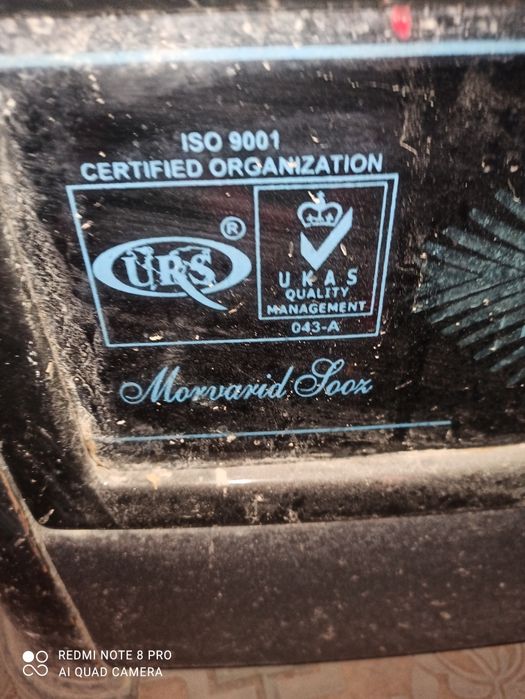 ISO 9001
CERTIFIED ORGANIZATION
URS ®
UKAS
QUALITY
MANAGEMENT
043-A
Morvarid Sooz
REDMI NOTE 8 PRO
AI QUAD CAMERA